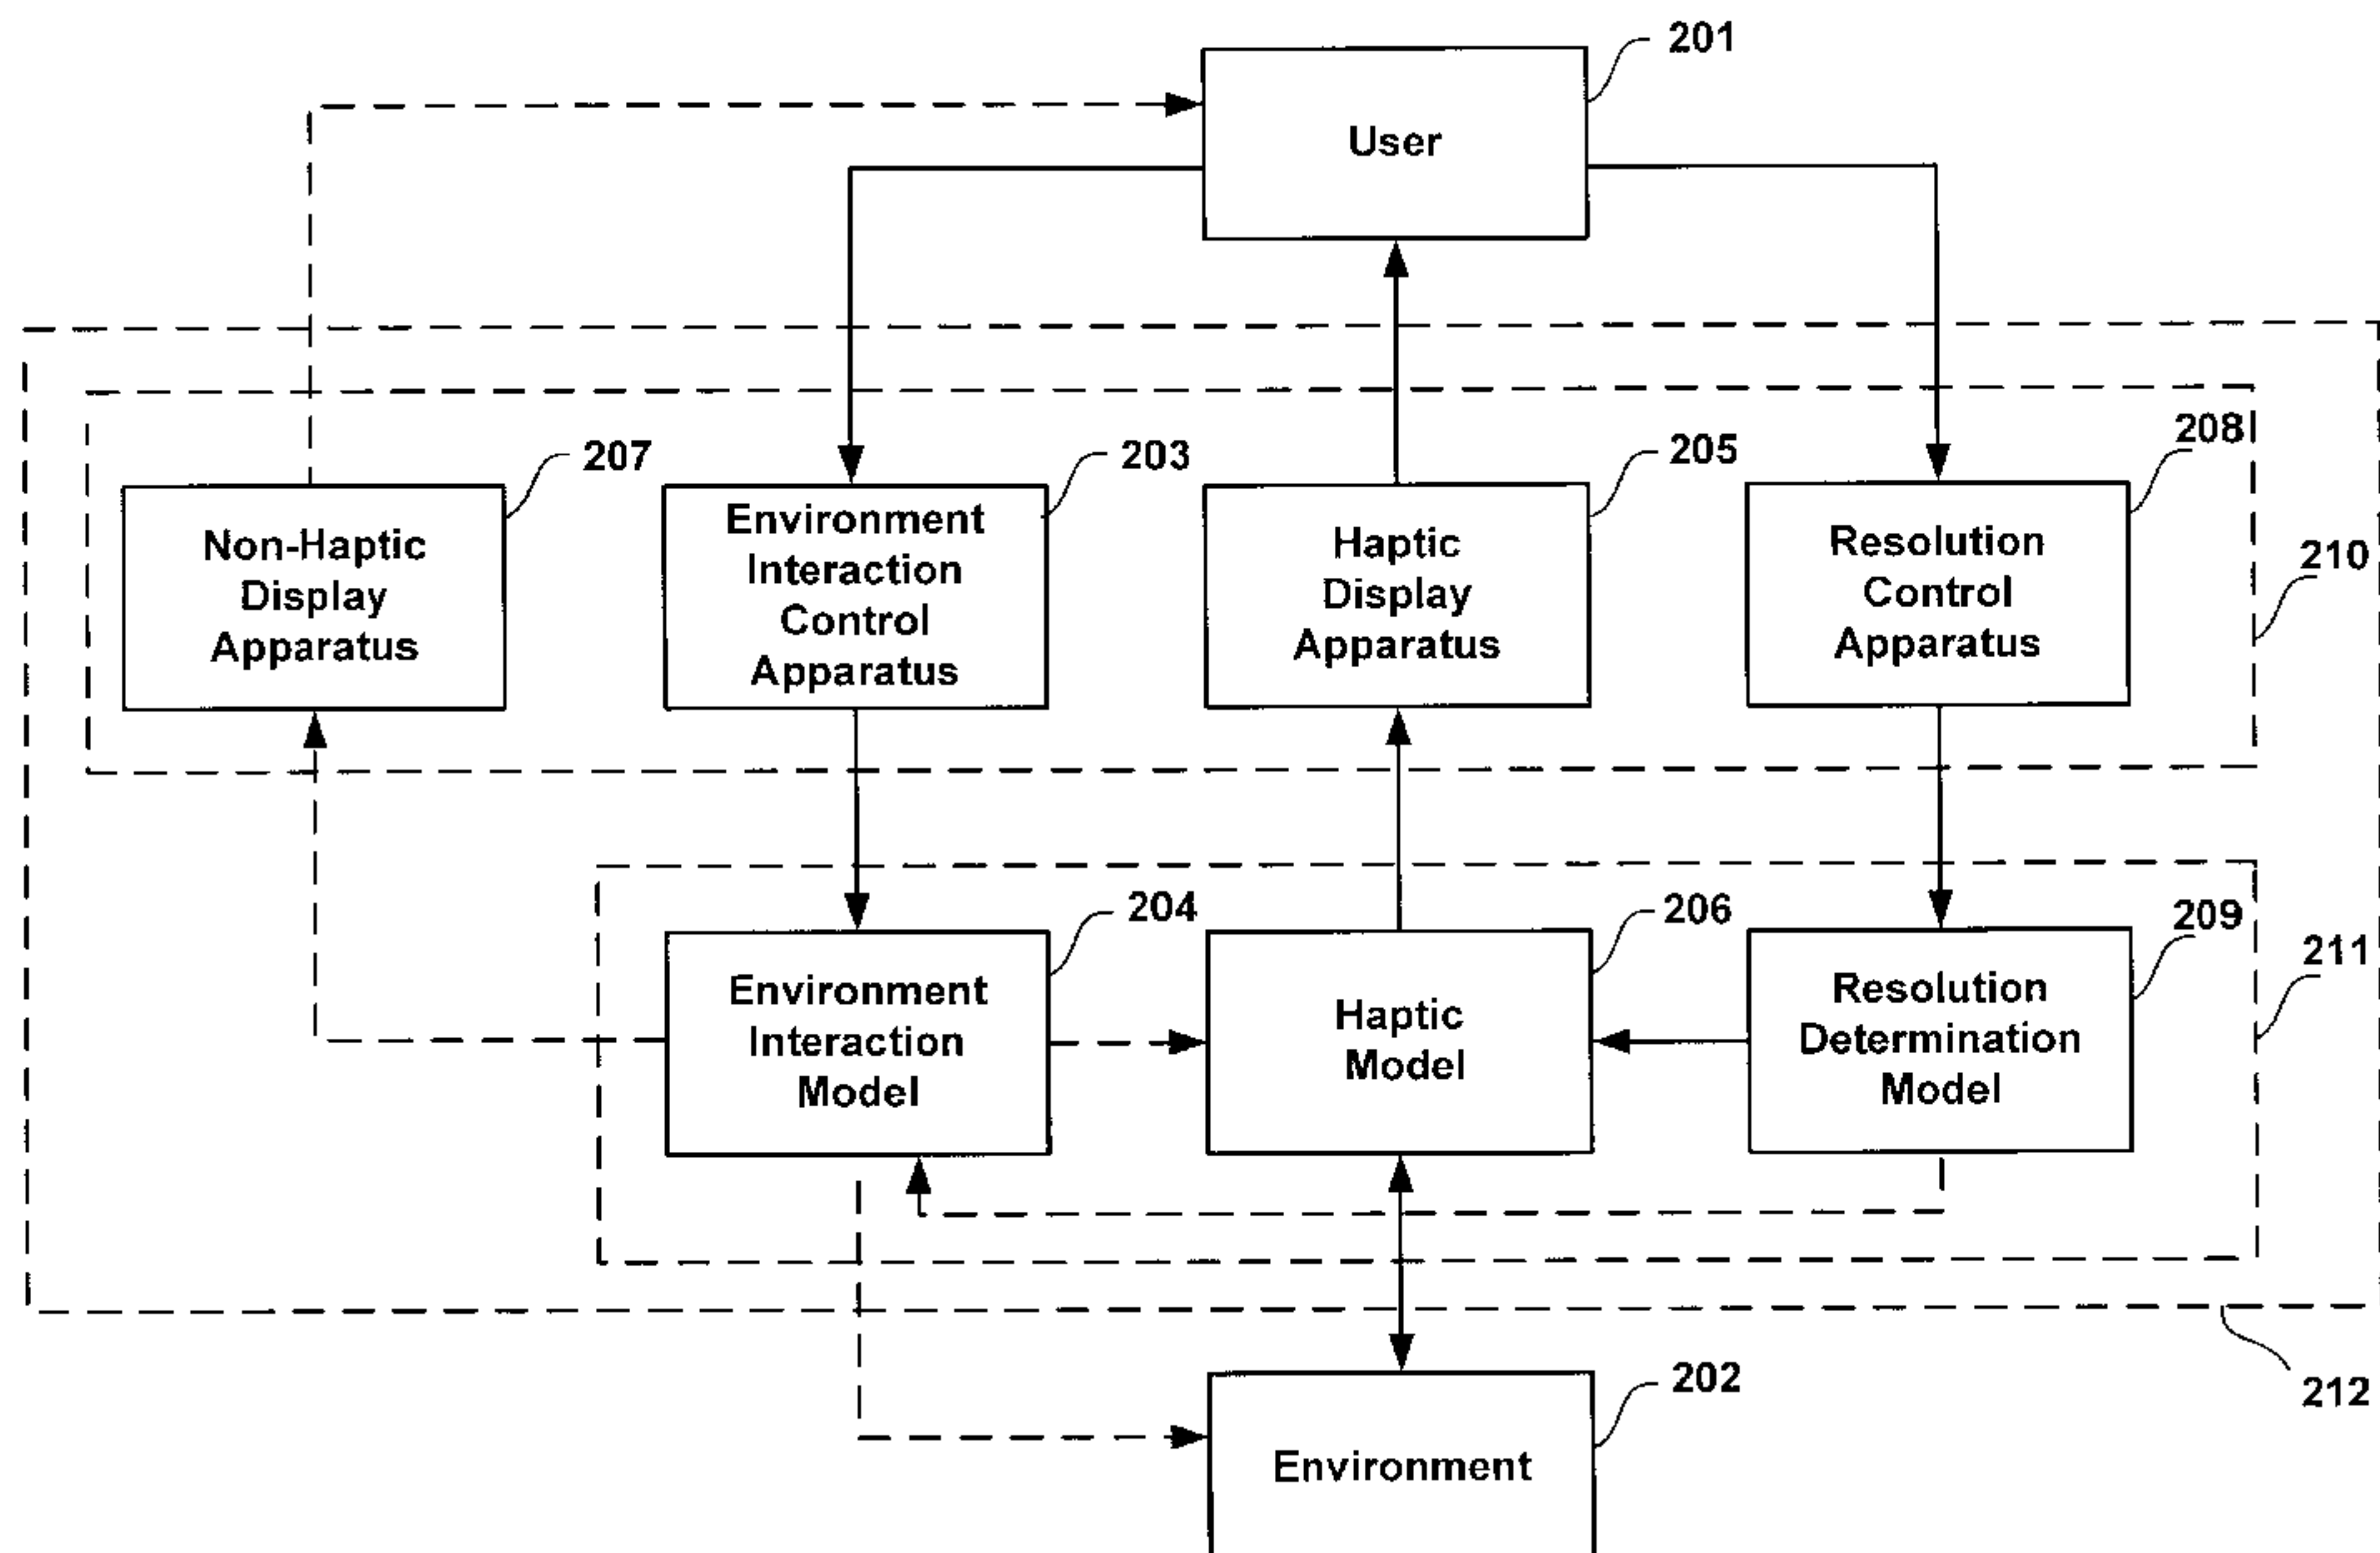 201
User
207
203
205
208
Non-Haptic
Display
Apparatus
Environment
Interaction
Control
Apparatus
Haptic
Display
Apparatus
Resolution
Control
Apparatus
210
204
206
209
Environment
Interaction
Model
Haptic
Model
Resolution
Determination
Model
211
202
Environment
212